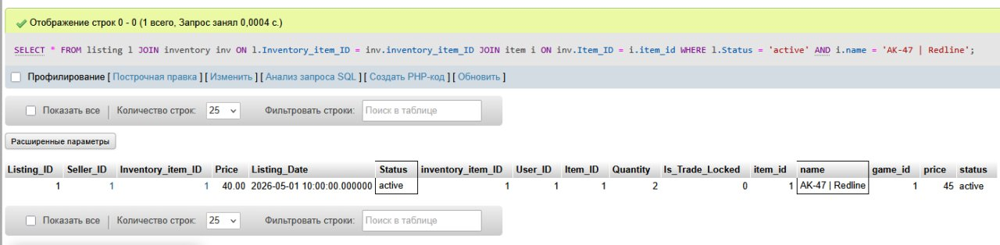 Отображение строк 0 - 0 (1 всего, Запрос занял 0,0004 с.)
SELECT * FROM listing l JOIN inventory inv ON l.Inventory_item_ID = inv.inventory_item_ID JOIN item i ON inv.Item_ID = i.item_id WHERE l.Status = 'active' AND i.name = 'AK-47 | Redline';
Профилирование [ Построчная правка ] [ Изменить ] [ Анализ запроса SQL ] [ Создать PHP-код ] [ Обновить ]
Показать все | Количество строк: 25 Фильтровать строки: Поиск в таблице
Расширенные параметры
Listing_ID Seller_ID Inventory_item_ID Price Listing_Date Status inventory_item_ID User_ID Item_ID Quantity Is_Trade_Locked item_id name game_id price status
1 1 1 40.00 2026-05-01 10:00:00.000000 active 1 1 1 2 0 1 AK-47 | Redline 1 45 active
Показать все | Количество строк: 25 Фильтровать строки: Поиск в таблице